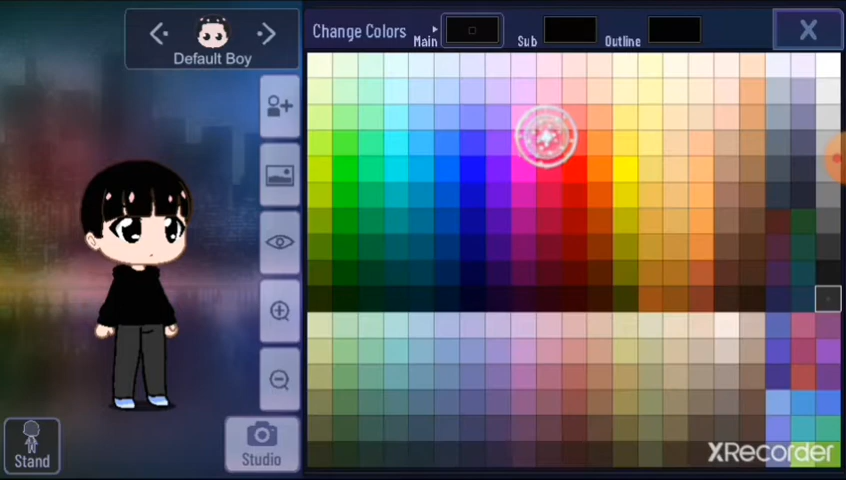 Default Boy
Change Colors
Main
Sub
Outline
X
Stand
Studio
XRecorder